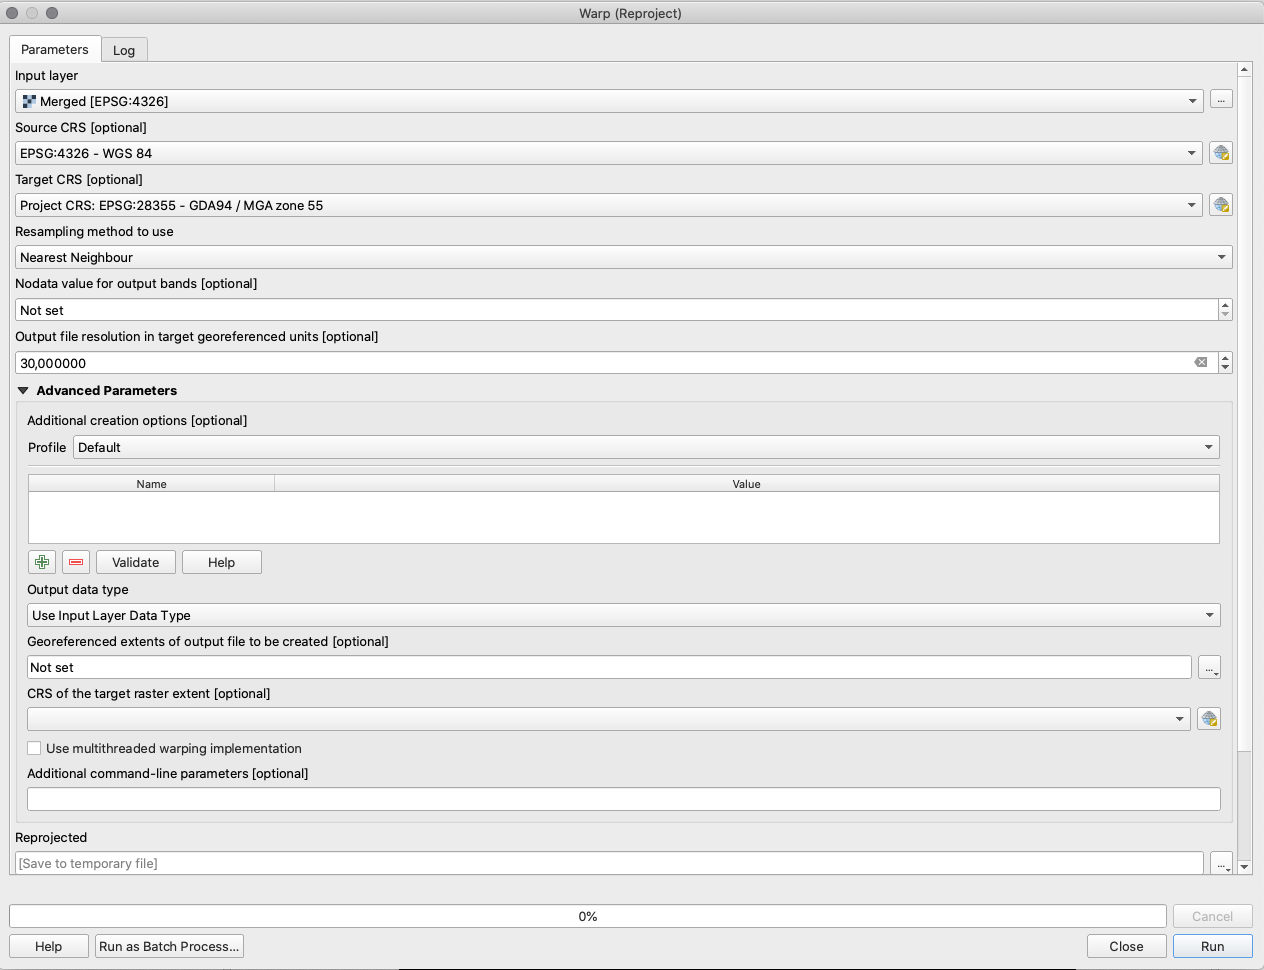 Warp (Reproject)
Parameters
Log
Input layer
Merged [EPSG:4326]
...
Source CRS [optional]
EPSG:4326 - WGS 84
Target CRS [optional]
Project CRS: EPSG:28355 - GDA94 / MGA zone 55
Resampling method to use
Nearest Neighbour
Nodata value for output bands [optional]
Not set
Output file resolution in target georeferenced units [optional]
30,000000
Advanced Parameters
Additional creation options [optional]
Profile Default
Name Value
Validate Help
Output data type
Use Input Layer Data Type
Georeferenced extents of output file to be created [optional]
Not set
...
CRS of the target raster extent [optional]
Use multithreaded warping implementation
Additional command-line parameters [optional]
Reprojected
[Save to temporary file]
...
0%
Cancel
Help Run as Batch Process... Close Run